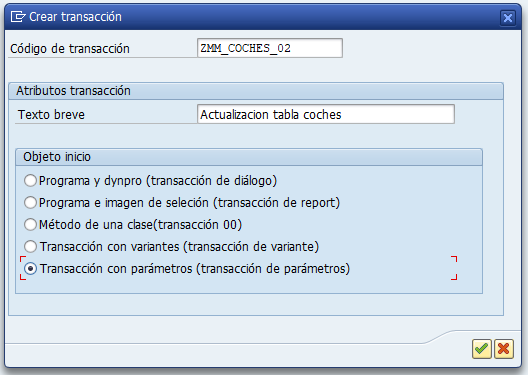 Crear transacción
Código de transacción ZMM_COCHES_02
Atributos transacción
Texto breve Actualizacion tabla coches
Objeto inicio
Programa y dynpro (transacción de diálogo)
Programa e imagen de seleción (transacción de report)
Método de una clase(transacción OO)
Transacción con variantes (transacción de variante)
Transacción con parámetros (transacción de parámetros)